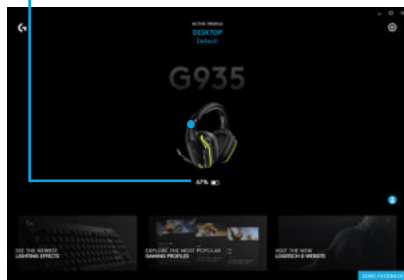 ACTIVE PROFILE
DESKTOP
Default
G935
67%
SEE THE NEWEST
LIGHTING EFFECTS
EXPLORE THE MOST POPULAR
GAMING PROFILES
VISIT THE NEW
LOGITECH G WEBSITE
SEND FEEDBACK